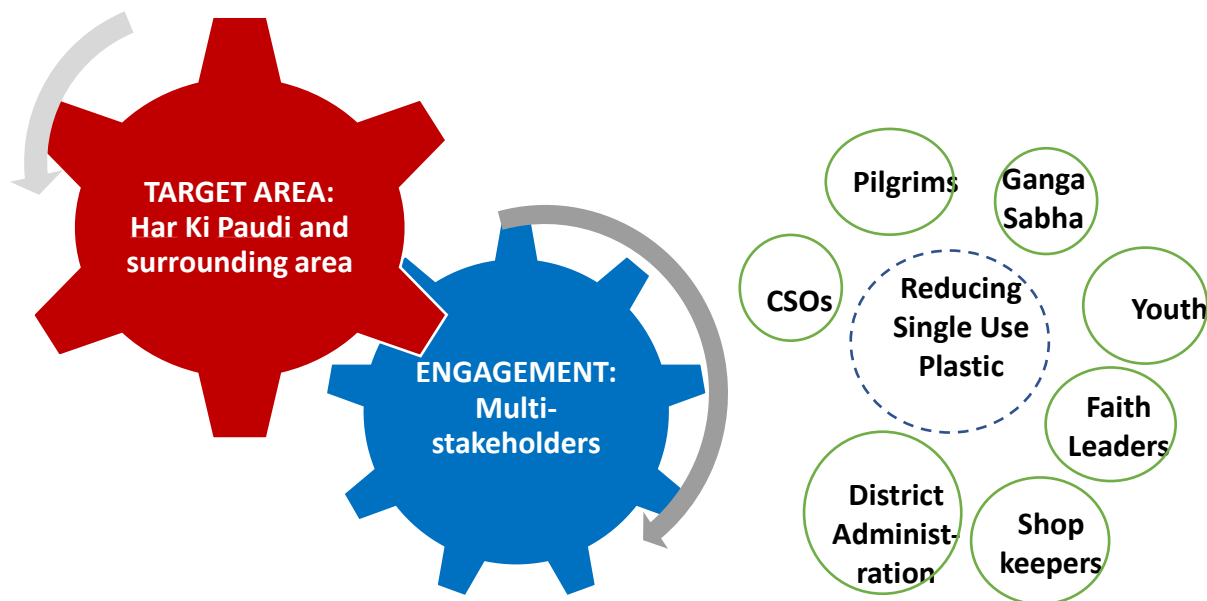 TARGET AREA:
Har Ki Paudi and
surrounding area
ENGAGEMENT:
Multi-
stakeholders
Pilgrims
Ganga
Sabha
CSOs
Reducing
Single Use
Plastic
Youth
Faith
Leaders
District
Administ-
ration
Shop
keepers